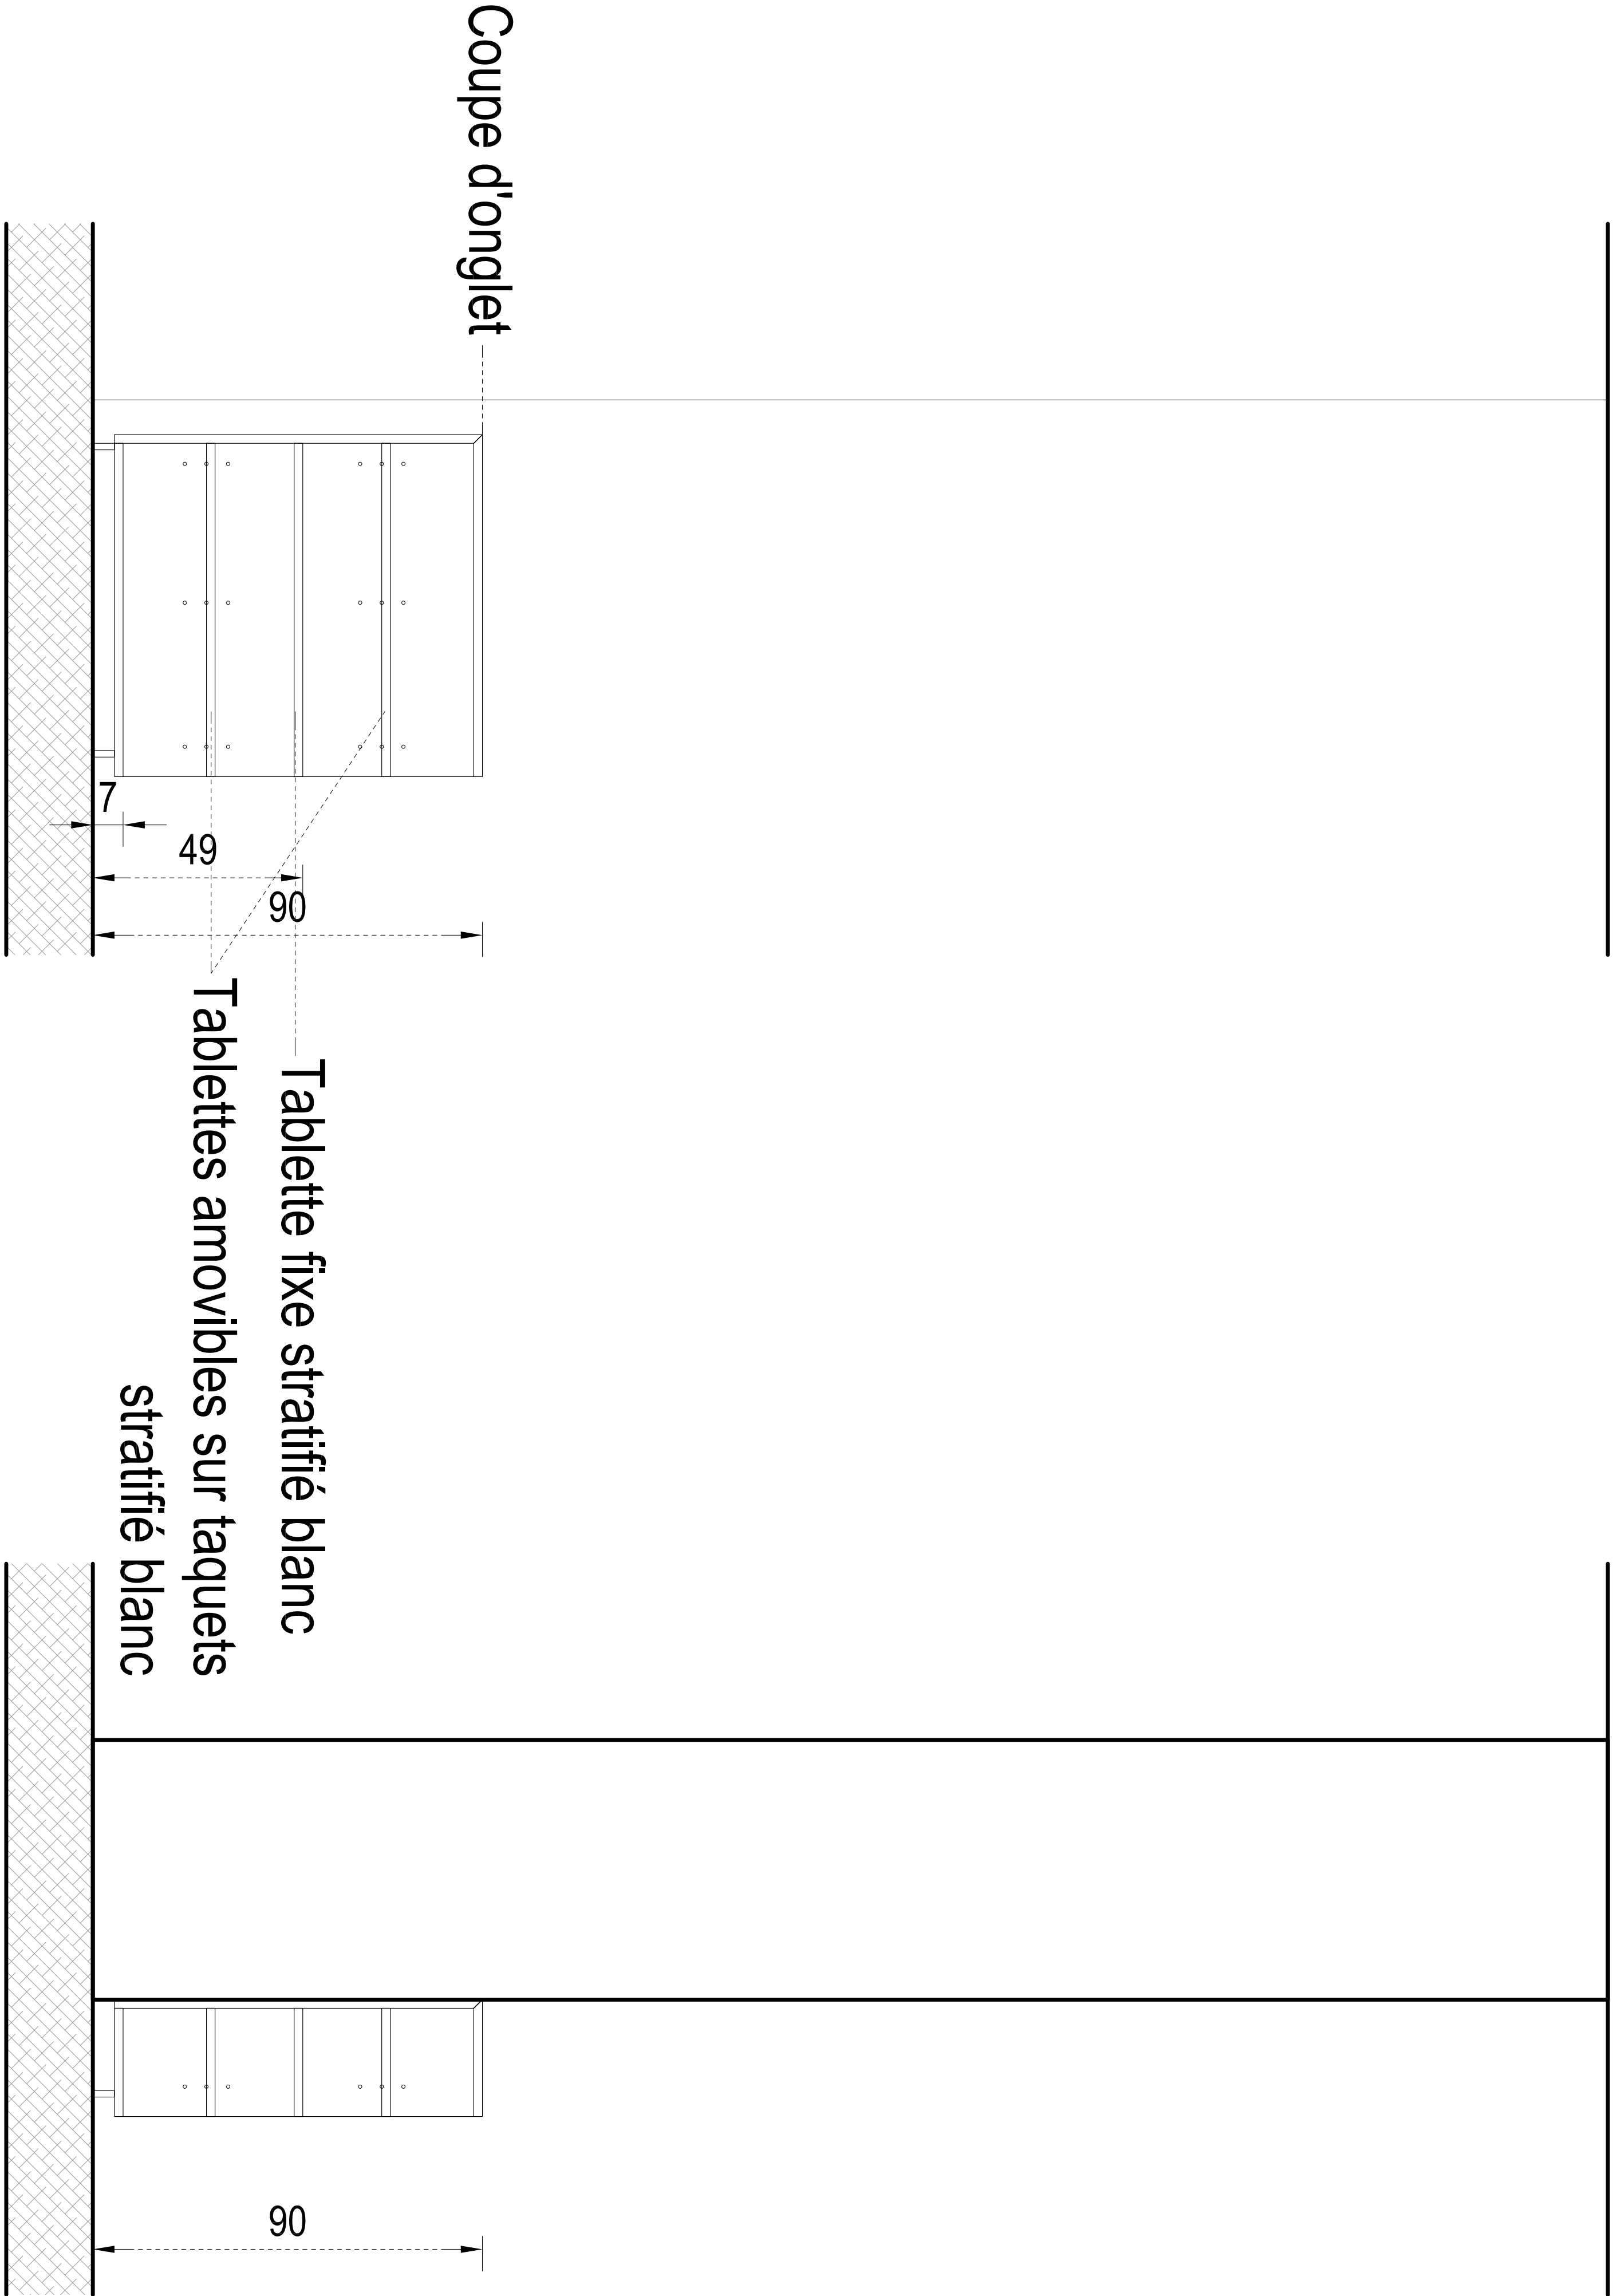 Coupe d'onglet
7
49
90
Tablette fixe stratifié blanc
Tablettes amovibles sur taquets
stratifié blanc
90